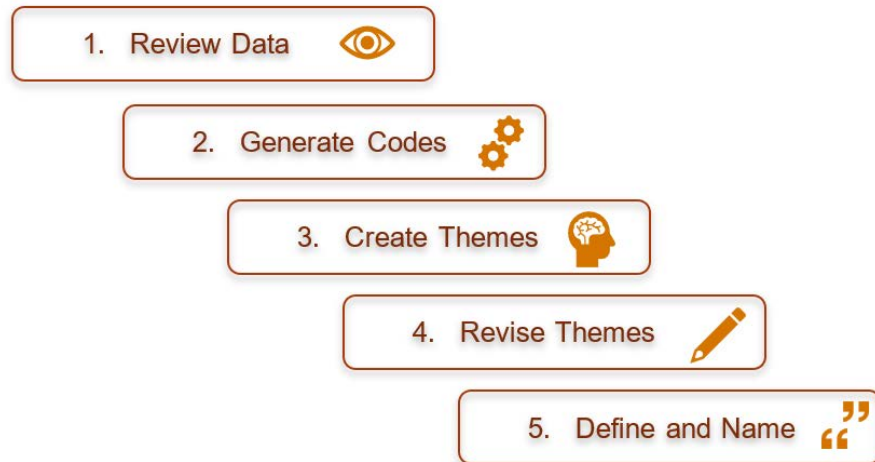 1. Review Data
2. Generate Codes
3. Create Themes
4. Revise Themes
5. Define and Name